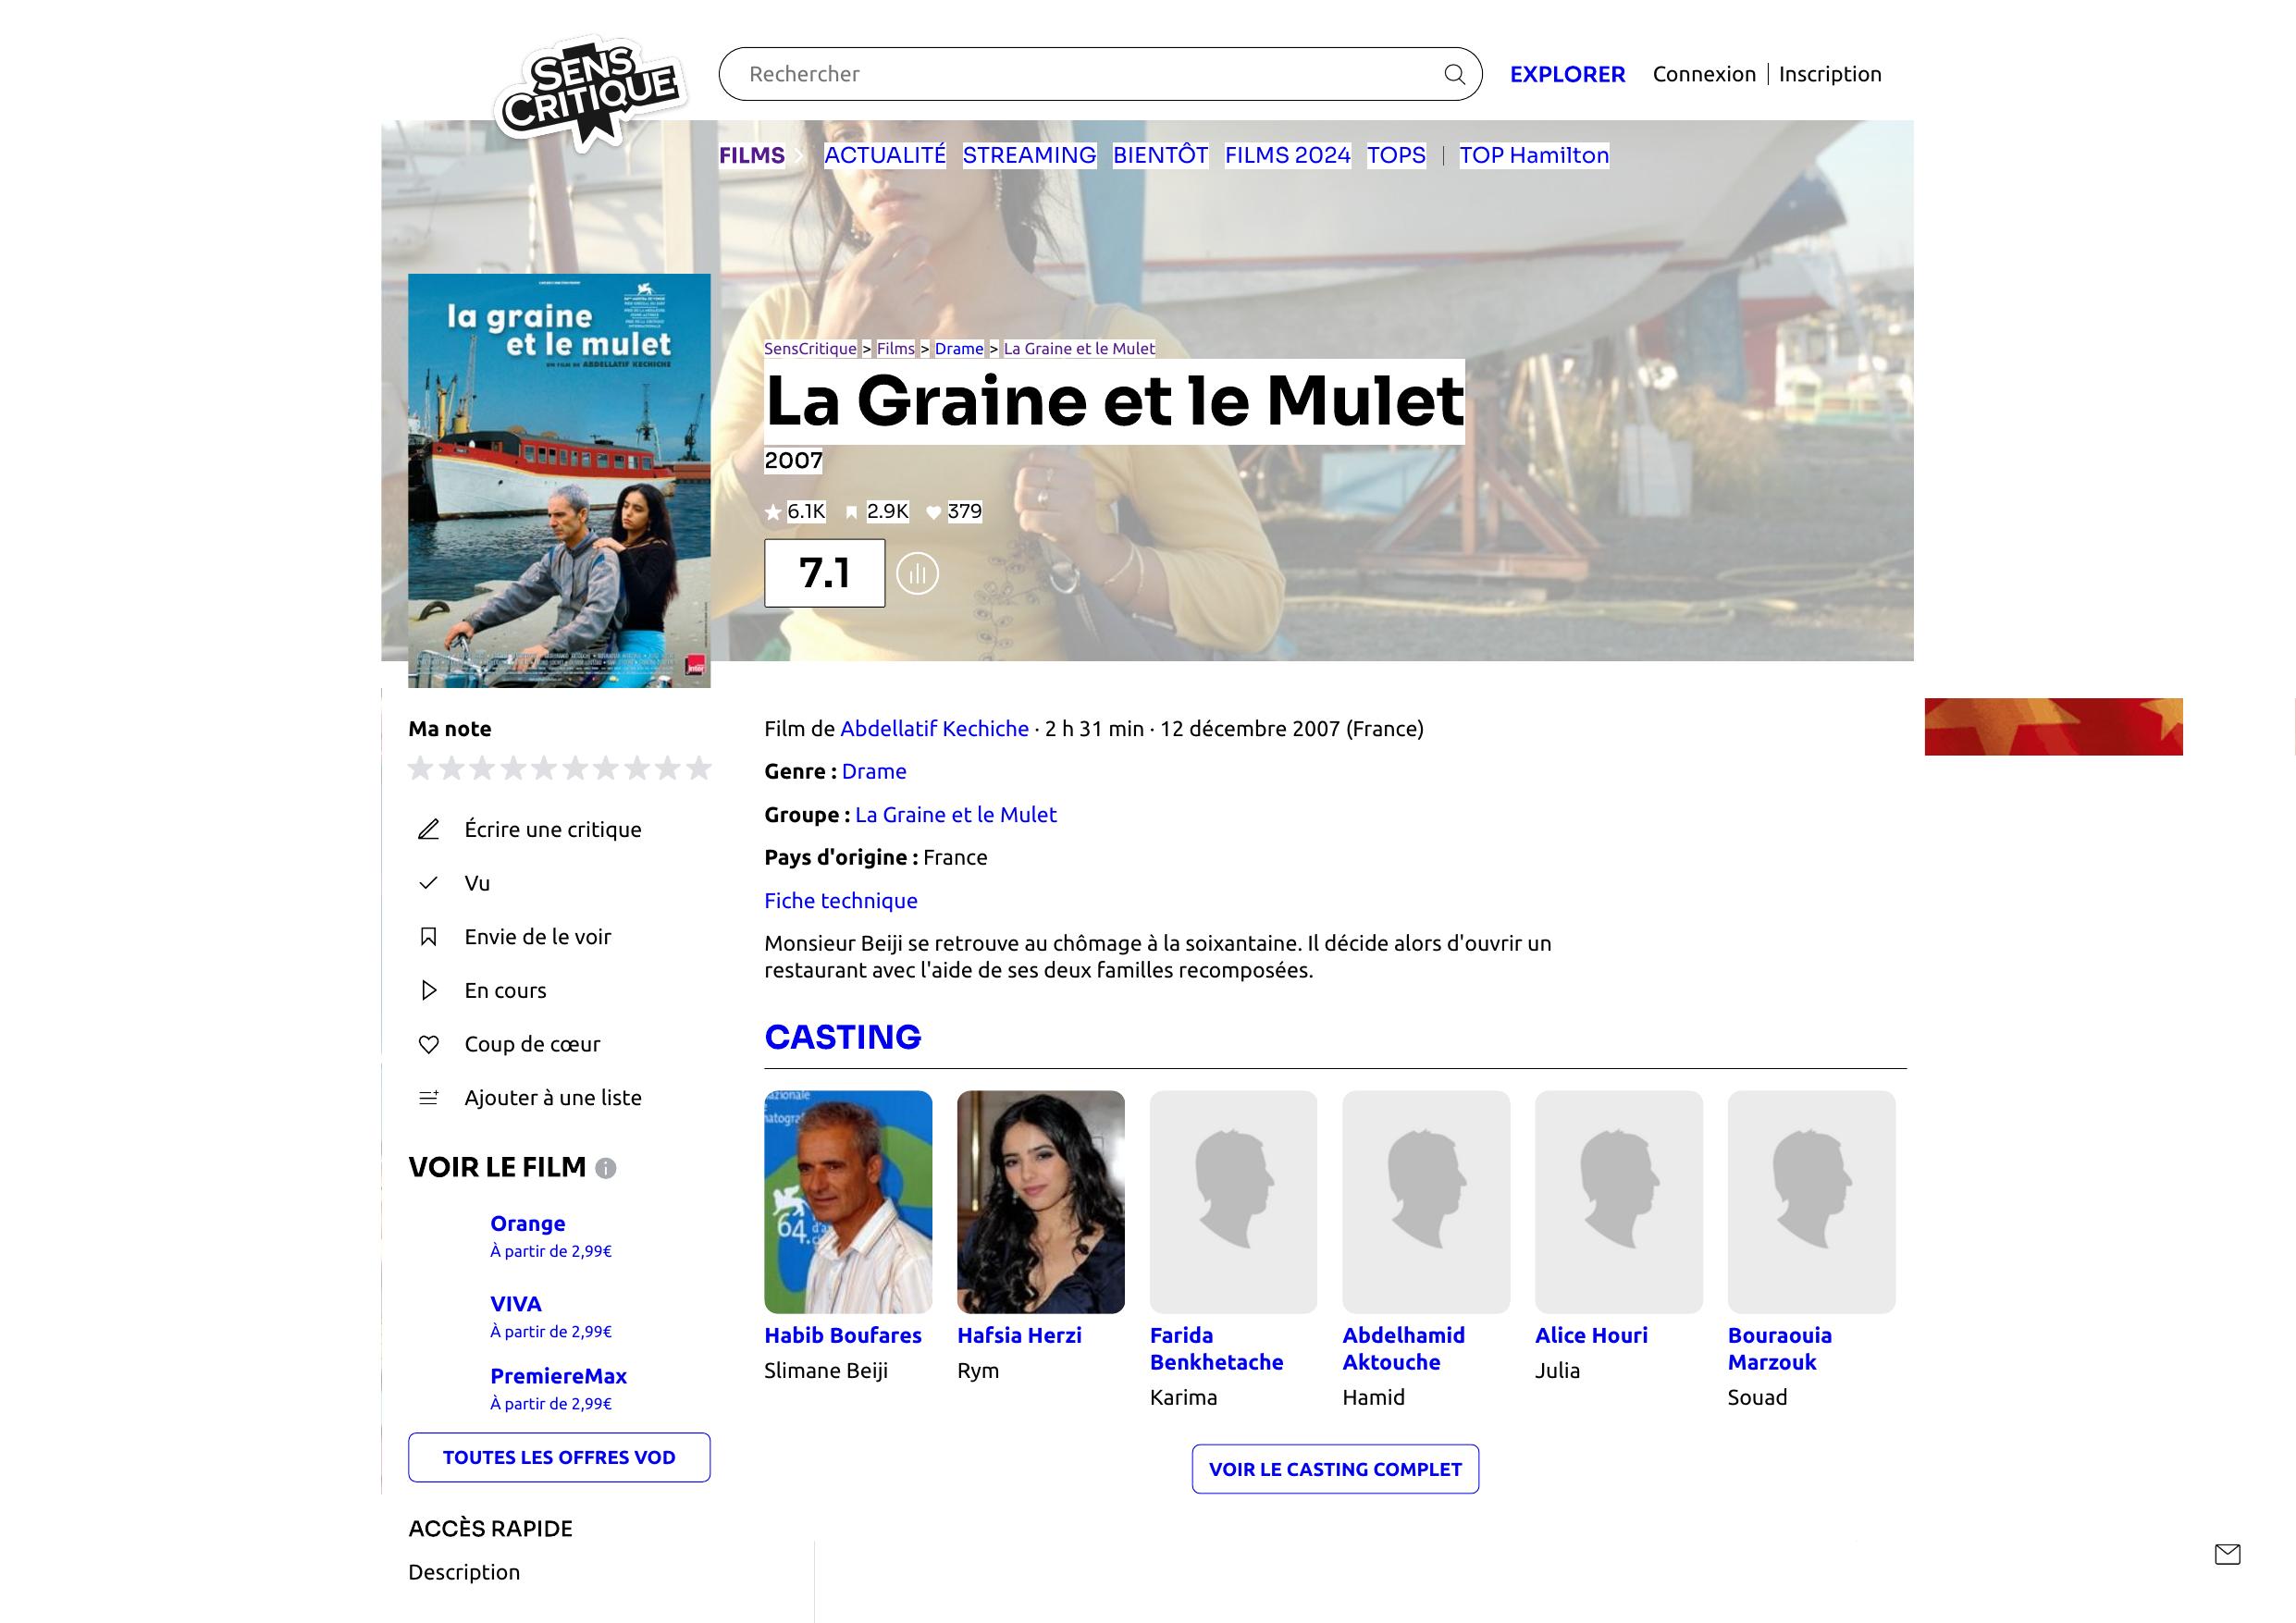 SENS
CRITIQUE
Rechercher
EXPLORER
Connexion
Inscription
FILMS
ACTUALITÉ
STREAMING
BIENTÔT
FILMS 2024
TOPS
TOP Hamilton
la graine
et le mulet
UN FILM DE ABDELLATIF KECHICHE
inter
SensCritique > Films > Drame > La Graine et le Mulet
La Graine et le Mulet
2007
6.1K
2.9K
379
7.1
Ma note
Écrire une critique
Vu
Envie de le voir
En cours
Coup de cœur
Ajouter à une liste
VOIR LE FILM
Orange
À partir de 2,99€
VIVA
À partir de 2,99€
PremiereMax
À partir de 2,99€
TOUTES LES OFFRES VOD
ACCÈS RAPIDE
Description
Film de Abdellatif Kechiche · 2 h 31 min · 12 décembre 2007 (France)
Genre : Drame
Groupe : La Graine et le Mulet
Pays d'origine : France
Fiche technique
Monsieur Beiji se retrouve au chômage à la soixantaine. Il décide alors d'ouvrir un
restaurant avec l'aide de ses deux familles recomposées.
CASTING
64.
Habib Boufares
Slimane Beiji
Hafsia Herzi
Rym
Farida
Benkhetache
Karima
Abdelhamid
Aktouche
Hamid
Alice Houri
Julia
Bouraouia
Marzouk
Souad
VOIR LE CASTING COMPLET